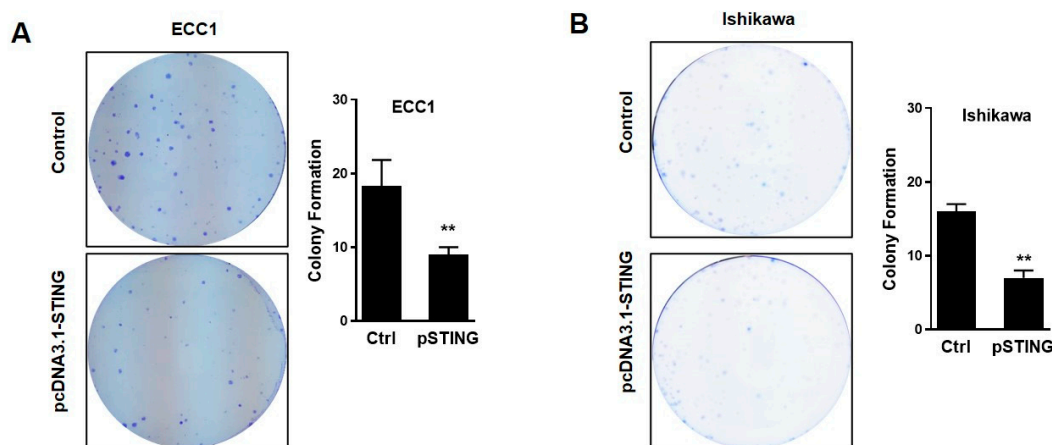 A
ECC1
Control
pcDNA3.1-STING
Colony Formation
30
20
10
0
ECC1
**
Ctrl
pSTING
B
Ishikawa
Control
pcDNA3.1-STING
Colony Formation
30
20
10
0
Ishikawa
**
Ctrl
pSTING